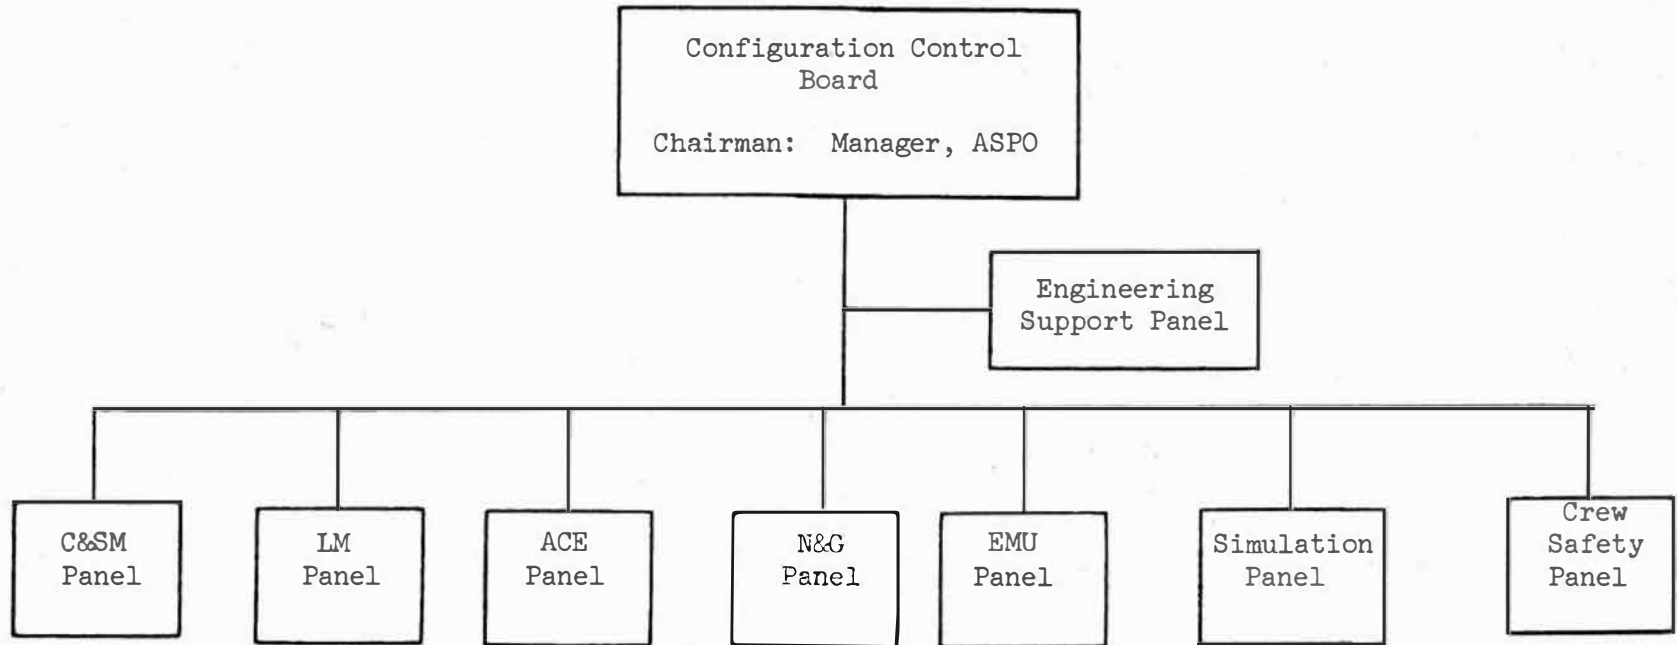 Configuration Control
Board
Chairman: Manager, ASPO
Engineering
Support Panel
C&SM
Panel
LM
Panel
ACE
Panel
N&G
Panel
EMU
Panel
Simulation
Panel
Crew
Safety
Panel